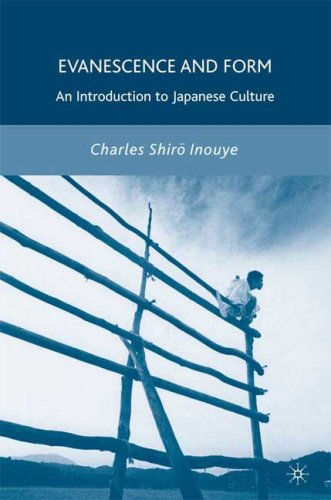 EVANESCENCE AND FORM
An Introduction to Japanese Culture
Charles Shirō Inouye